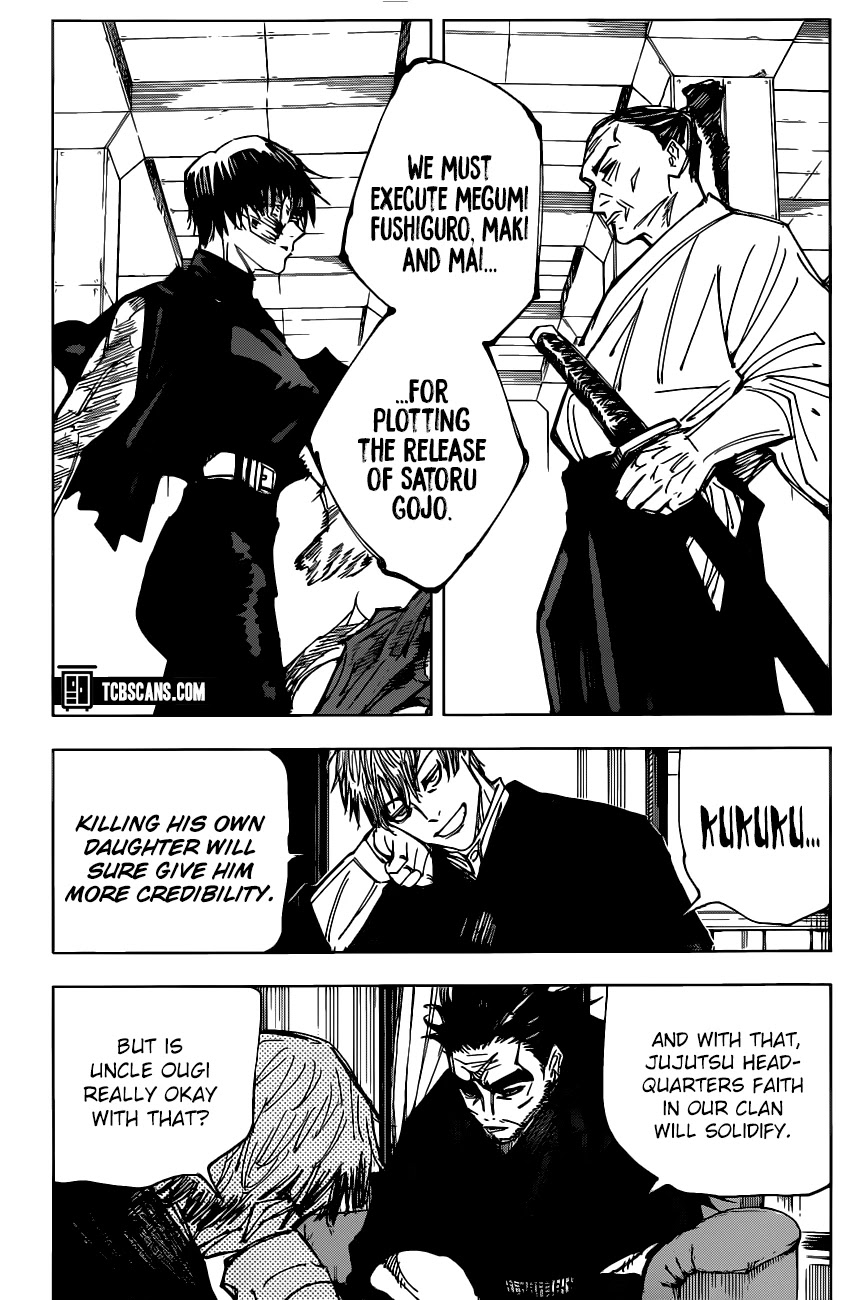 WE MUST
EXECUTE MEGUMI
FUSHIGURO, MAKI
AND MAI...
...FOR
PLOTTING
THE RELEASE
OF SATORU
GOJO.
TCBSCANS.COM
KUKUKU...
KILLING HIS OWN
DAUGHTER WILL
SURE GIVE HIM
MORE CREDIBILITY.
AND WITH THAT,
JUJUTSU HEAD-
QUARTERS FAITH
IN OUR CLAN
WILL SOLIDIFY.
BUT IS
UNCLE OUGI
REALLY OKAY
WITH THAT?